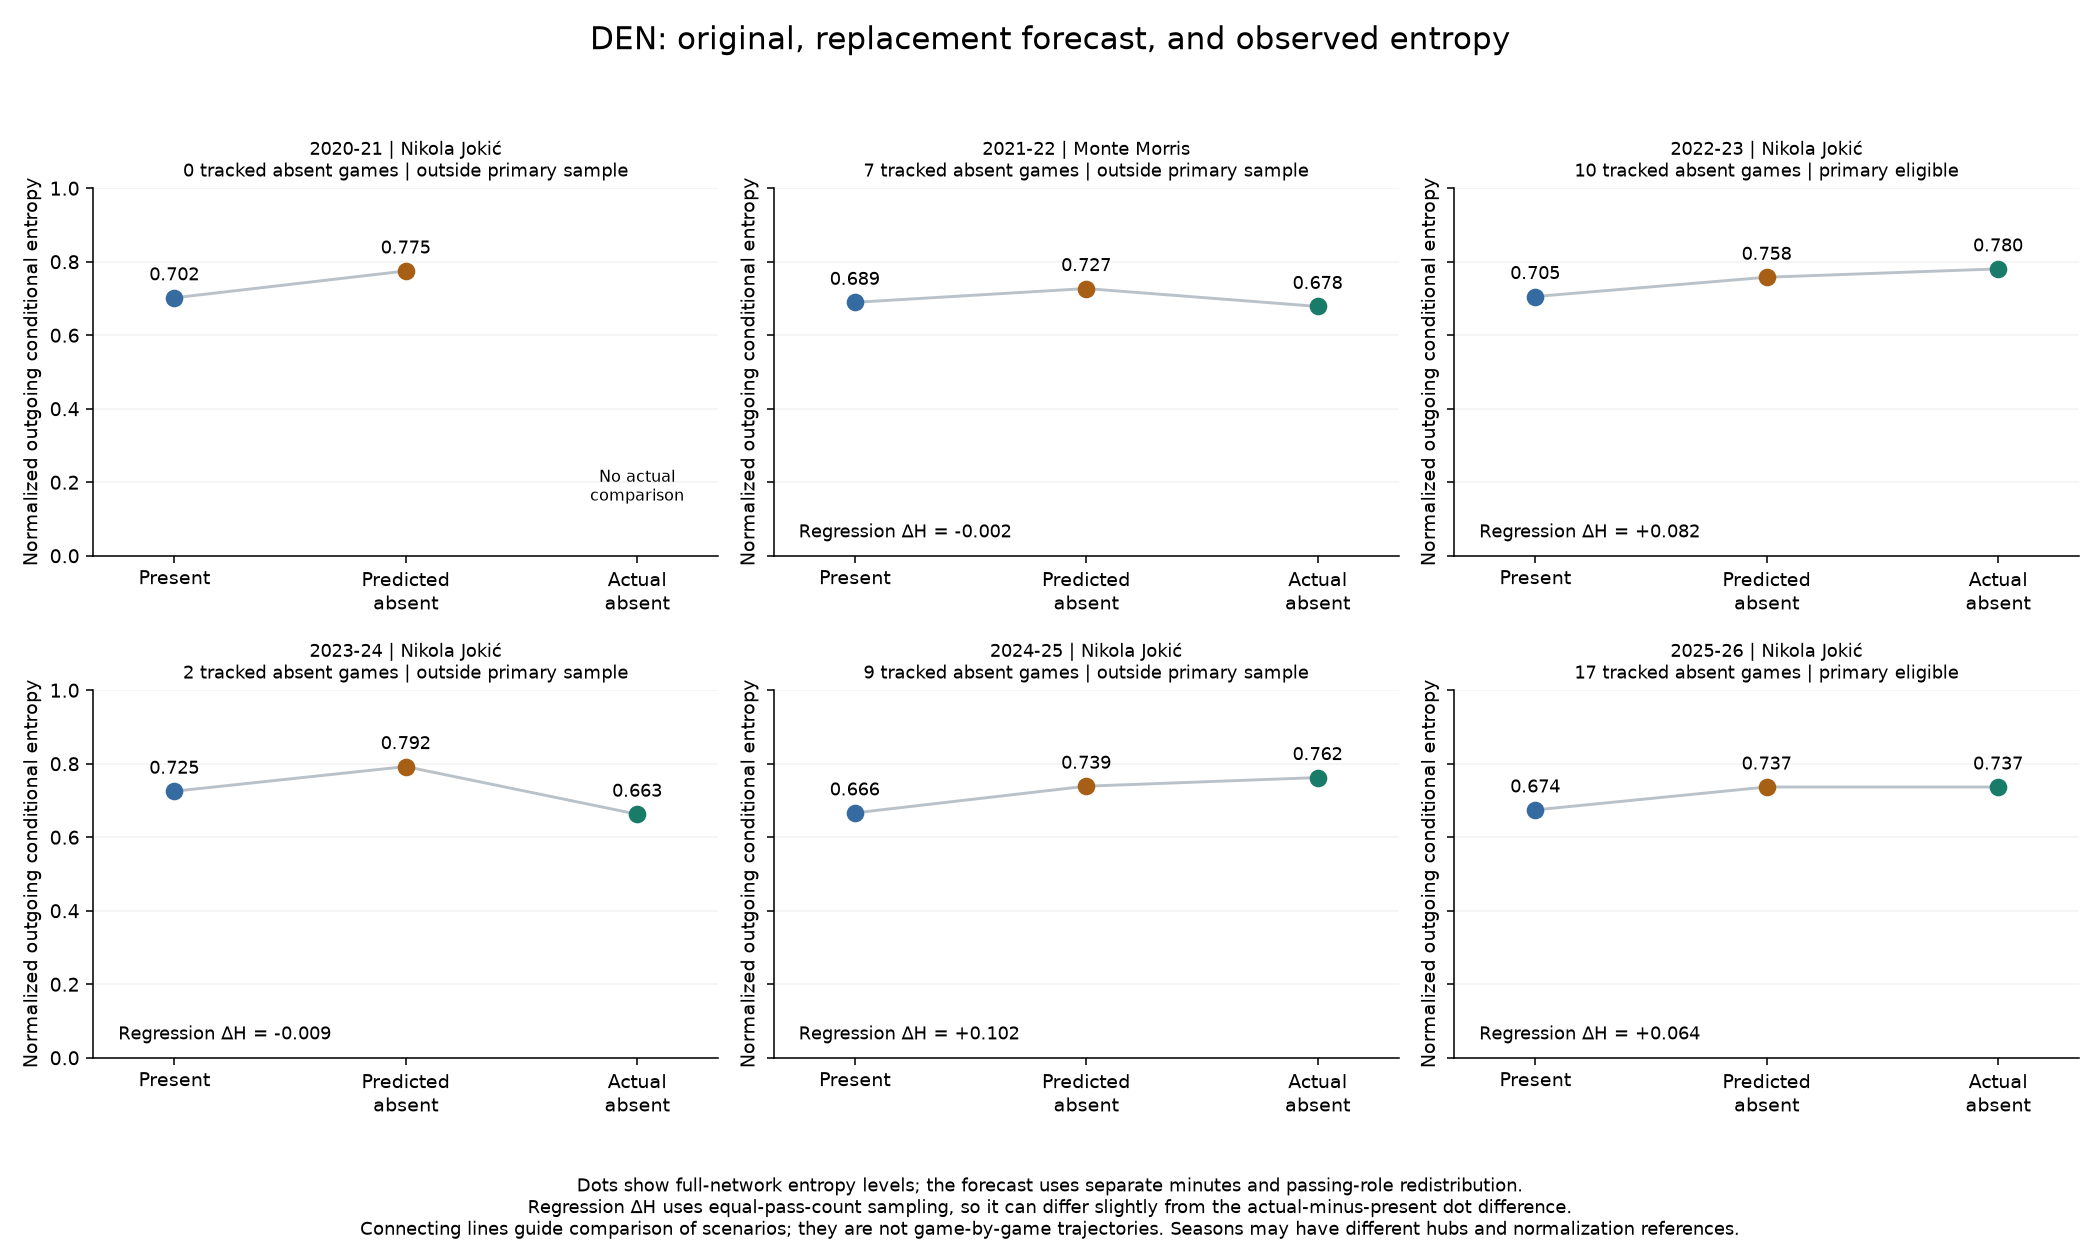 DEN: original, replacement forecast, and observed entropy
2020-21 | Nikola Jokić
0 tracked absent games | outside primary sample
Normalized outgoing conditional entropy
1.0
0.8
0.6
0.4
0.2
0.0
0.702
0.775
No actual
comparison
Present
Predicted
absent
Actual
absent
2021-22 | Monte Morris
7 tracked absent games | outside primary sample
Normalized outgoing conditional entropy
0.689
0.727
0.678
Regression ΔH = -0.002
Present
Predicted
absent
Actual
absent
2022-23 | Nikola Jokić
10 tracked absent games | primary eligible
Normalized outgoing conditional entropy
0.705
0.758
0.780
Regression ΔH = +0.082
Present
Predicted
absent
Actual
absent
2023-24 | Nikola Jokić
2 tracked absent games | outside primary sample
Normalized outgoing conditional entropy
1.0
0.8
0.6
0.4
0.2
0.0
0.725
0.792
0.663
Regression ΔH = -0.009
Present
Predicted
absent
Actual
absent
2024-25 | Nikola Jokić
9 tracked absent games | outside primary sample
Normalized outgoing conditional entropy
0.666
0.739
0.762
Regression ΔH = +0.102
Present
Predicted
absent
Actual
absent
2025-26 | Nikola Jokić
17 tracked absent games | primary eligible
Normalized outgoing conditional entropy
0.674
0.737
0.737
Regression ΔH = +0.064
Present
Predicted
absent
Actual
absent
Dots show full-network entropy levels; the forecast uses separate minutes and passing-role redistribution.
Regression ΔH uses equal-pass-count sampling, so it can differ slightly from the actual-minus-present dot difference.
Connecting lines guide comparison of scenarios; they are not game-by-game trajectories. Seasons may have different hubs and normalization references.